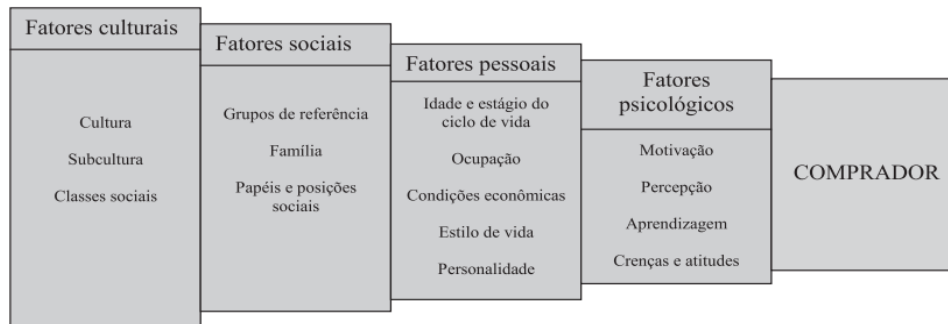 Fatores culturais
Cultura
Subcultura
Classes sociais
Fatores sociais
Grupos de referência
Família
Papéis e posições
sociais
Fatores pessoais
Idade e estágio do
ciclo de vida
Ocupação
Condições econômicas
Estilo de vida
Personalidade
Fatores
psicológicos
Motivação
Percepção
Aprendizagem
Crenças e atitudes
COMPRADOR